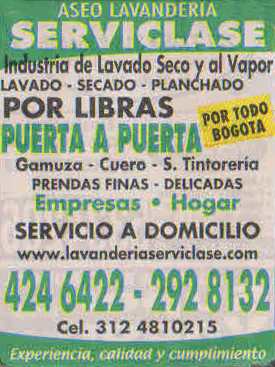 ASEO LAVANDERIA
SERVICLASE
Industria de Lavado Seco y al Vapor
LAVADO - SECADO - PLANCHADO
POR LIBRAS
POR TODO
BOGOTA
PUERTA A PUERTA
Gamuza - Cuero - S. Tintorería
PRENDAS FINAS - DELICADAS
Empresas • Hogar
SERVICIO A DOMICILIO
www.lavanderiaserviclase.com
424 6422 - 292 8132
Cel. 312 4810215
Experiencia, calidad y cumplimiento